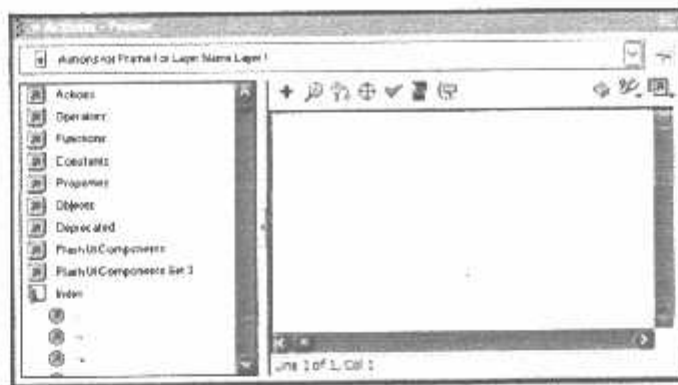 Actions - Frame
Actions for Frame 1 of Layer Name Layer 1
Actions
Operators
Functions
Constants
Properties
Objects
Deprecated
Flash UI Components
Flash UI Components Set 2
Index
Line 1 of 1, Col 1